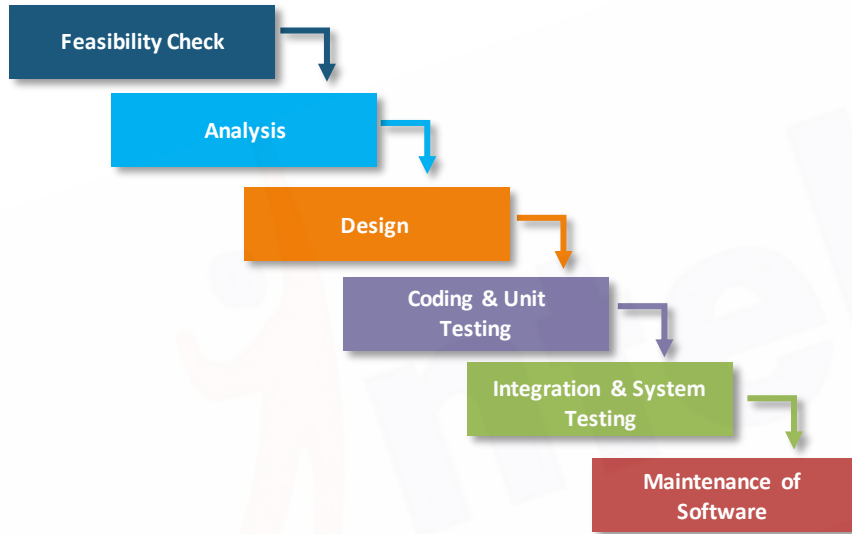 Feasibility Check
Analysis
Design
Coding & Unit
Testing
Integration & System
Testing
Maintenance of
Software